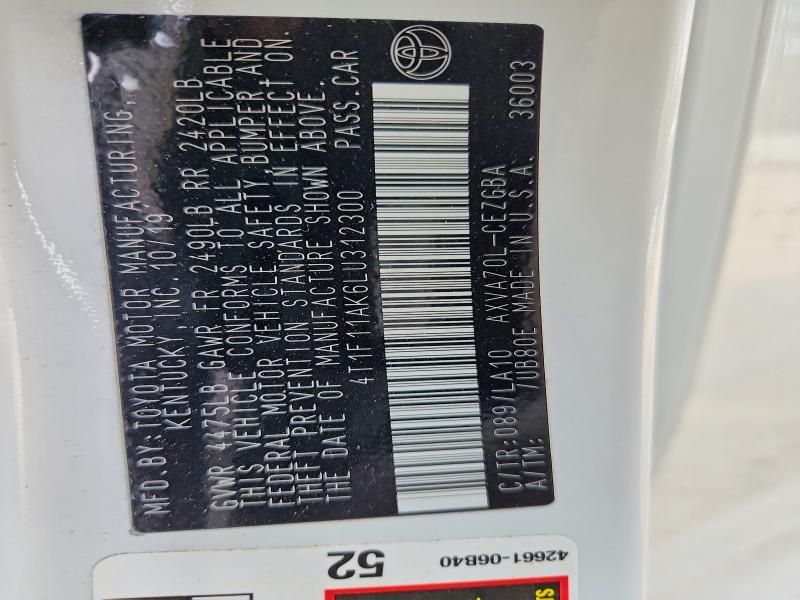 MFD.BY:TOYOTA MOTOR MANUFACTURING,
KENTUCKY, INC 10/19
GVWR 4475LB GAWR FR 2490LB RR 2420LB
THIS VEHICLE CONFORMS TO ALL APPLICABLE
FEDERAL MOTOR VEHICLE SAFETY, BUMPER, AND
THEFT PREVENTION STANDARDS IN EFFECT ON
THE DATE OF MANUFACTURE SHOWN ABOVE.
4T1F11AK6LU312300 PASS.CAR
C/TR:089/LA10 AXVA70L-CEZGBA
A/TM: /UB80E MADE IN U.S.A. 36003
52
42661-06B40